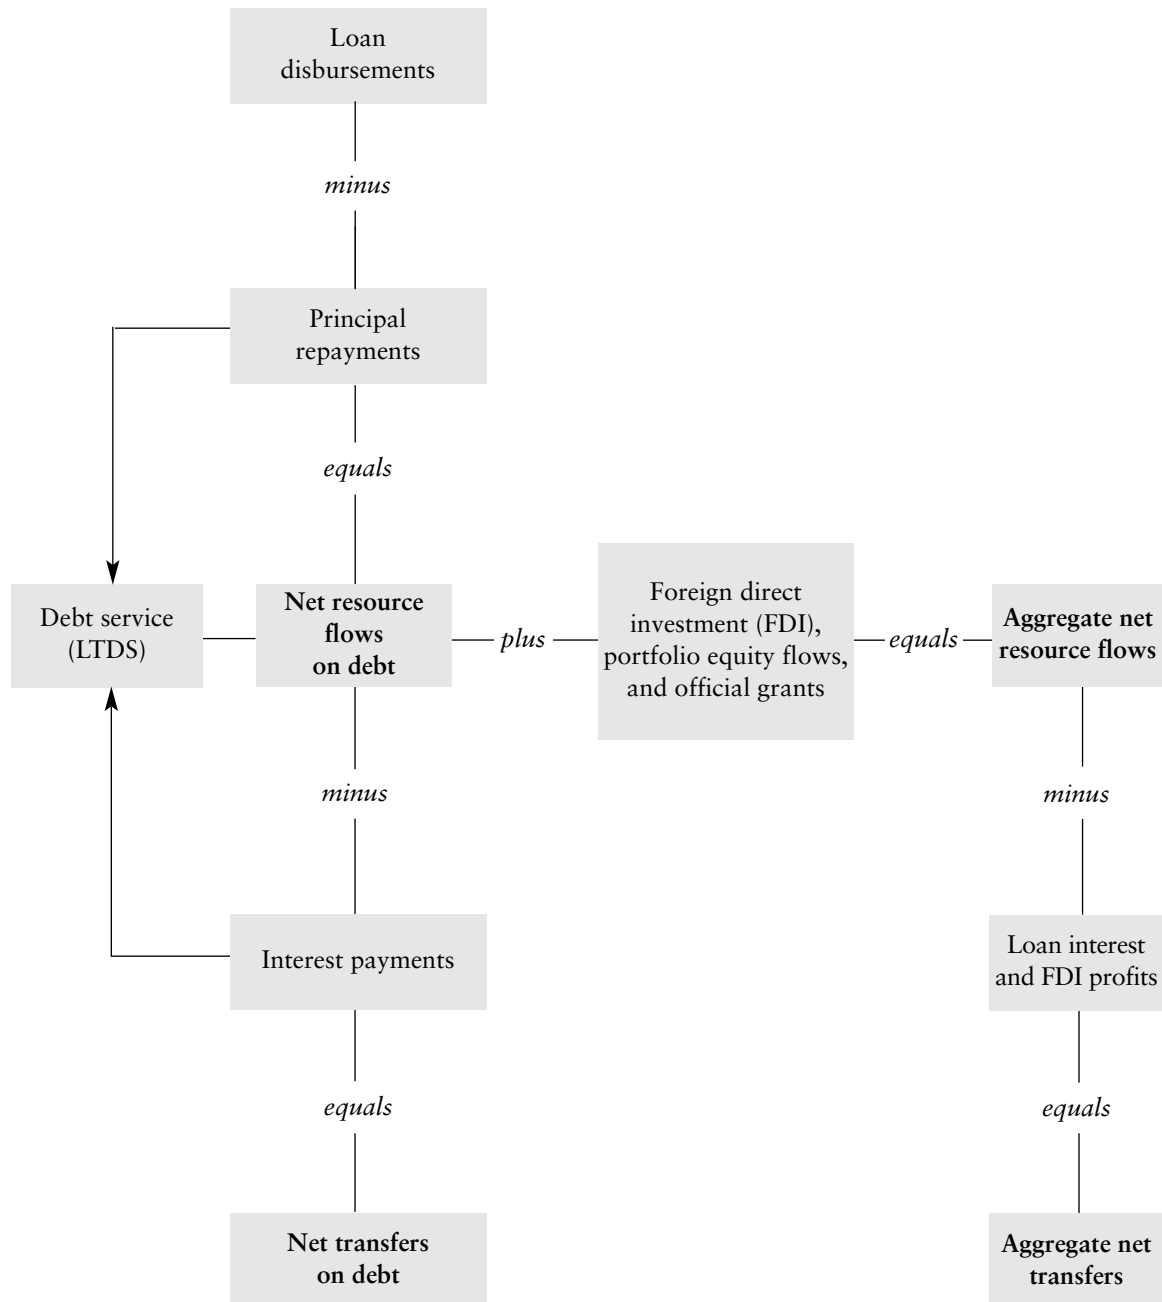 Loan
disbursements
minus
Principal
repayments
equals
Debt service
(LTDS)
Net resource
flows
on debt
plus
Foreign direct
investment (FDI),
portfolio equity flows,
and official grants
equals
Aggregate net
resource flows
minus
minus
Interest payments
Loan interest
and FDI profits
equals
equals
Net transfers
on debt
Aggregate net
transfers